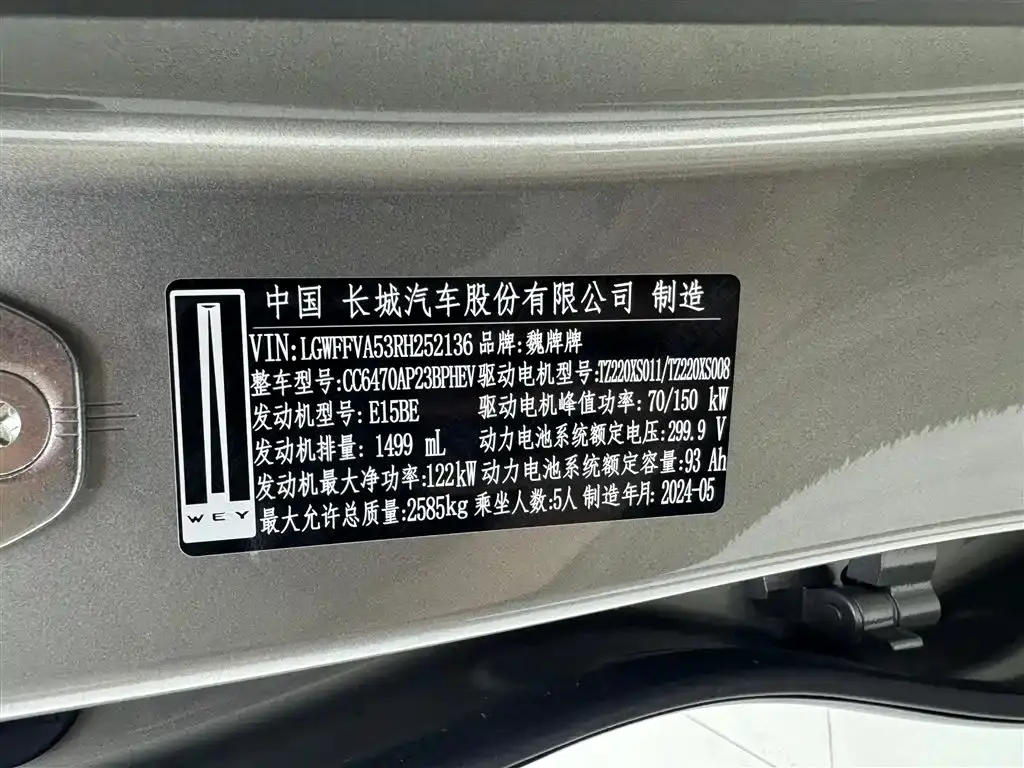 中国 长城汽车股份有限公司 制造
VIN:LGWFFVA53RH252136 品牌:魏牌牌
整车型号:CC6470AP23BPHEV 驱动电机型号:TZ220XS011/TZ220XS008
发动机型号: E15BE 驱动电机峰值功率: 70/150 kW
发动机排量: 1499 mL 动力电池系统额定电压:299.9 V
发动机最大净功率:122kW 动力电池系统额定容量:93 Ah
最大允许总质量:2585kg 乘坐人数:5人 制造年月: 2024-05
WEY